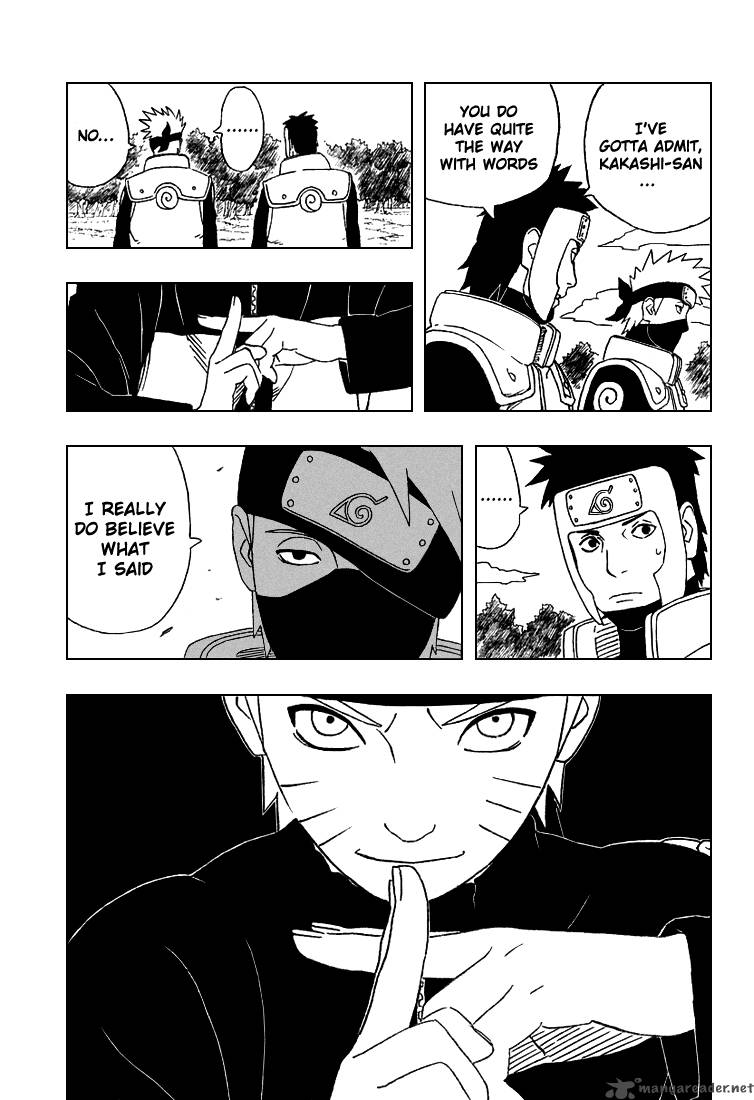 I'VE
GOTTA ADMIT,
KAKASHI-SAN
...
YOU DO
HAVE QUITE
THE WAY
WITH WORDS
......
NO...
......
I REALLY
DO BELIEVE
WHAT
I SAID
mangareader.net